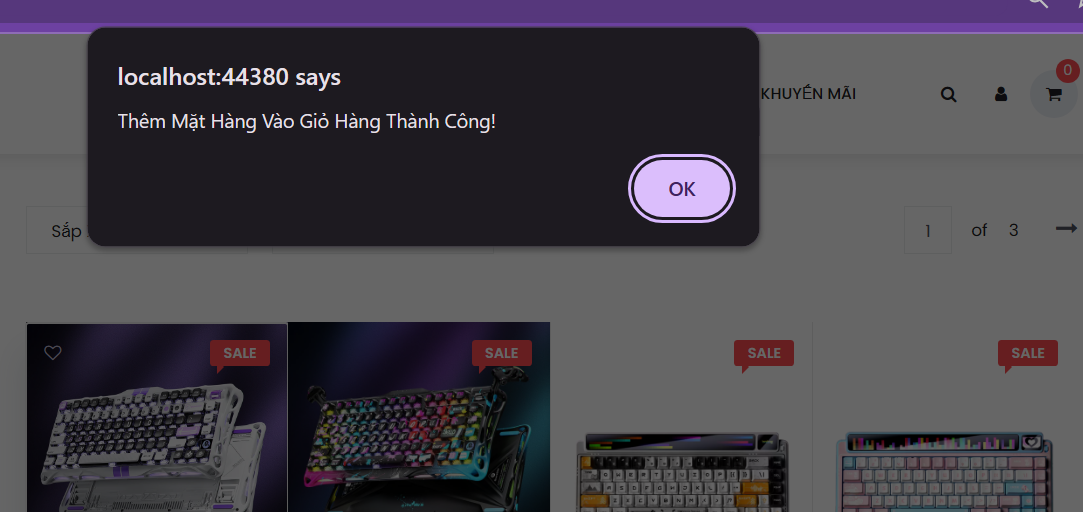 localhost:44380 says
Thêm Mặt Hàng Vào Giỏ Hàng Thành Công!
OK
KHUYẾN MÃI
0
Sắp
1 of 3
SALE
SALE
SALE
SALE